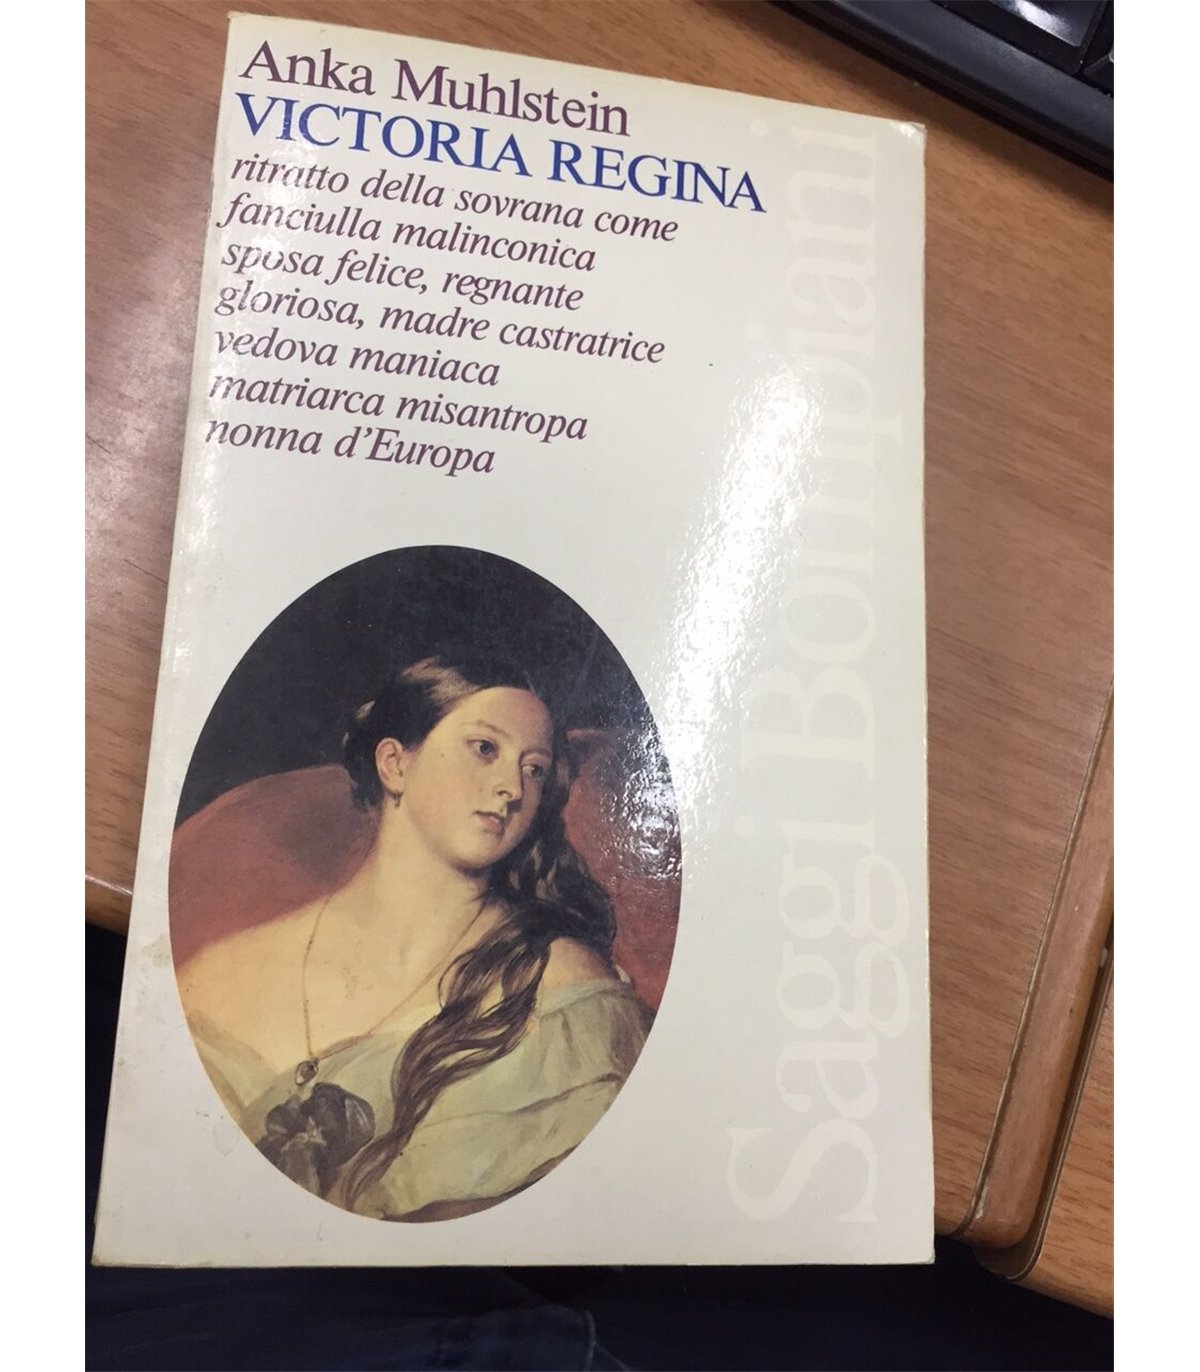 Anka Muhlstein
VICTORIA REGINA
ritratto della sovrana come
fanciulla malinconica
sposa felice, regnante
gloriosa, madre castratrice
vedova maniaca
matriarca misantropa
nonna d'Europa
Saggi Bompiani